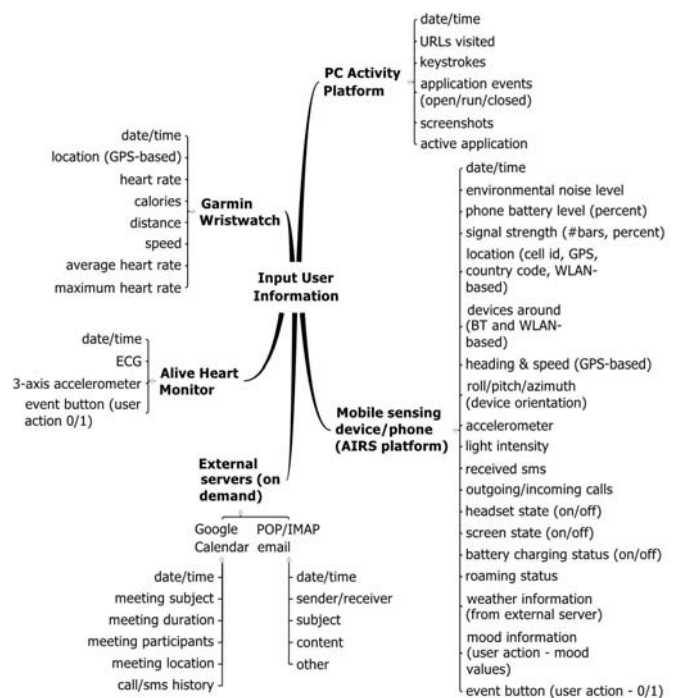 Input User
Information
PC Activity
Platform
date/time
URLs visited
keystrokes
application events
(open/run/closed)
screenshots
active application
Garmin
Wristwatch
date/time
location (GPS-based)
heart rate
calories
distance
speed
average heart rate
maximum heart rate
Alive Heart
Monitor
date/time
ECG
3-axis accelerometer
event button (user
action 0/1)
Mobile sensing
device/phone
(AIRS platform)
date/time
environmental noise level
phone battery level (percent)
signal strength (#bars, percent)
location (cell id, GPS,
country code, WLAN-
based)
devices around
(BT and WLAN-
based)
heading & speed (GPS-based)
roll/pitch/azimuth
(device orientation)
accelerometer
light intensity
received sms
outgoing/incoming calls
headset state (on/off)
screen state (on/off)
battery charging status (on/off)
roaming status
weather information
(from external server)
mood information
(user action - mood
values)
event button (user action - 0/1)
External
servers (on
demand)
Google
Calendar
date/time
meeting subject
meeting duration
meeting participants
meeting location
call/sms history
POP/IMAP
email
date/time
sender/receiver
subject
content
other